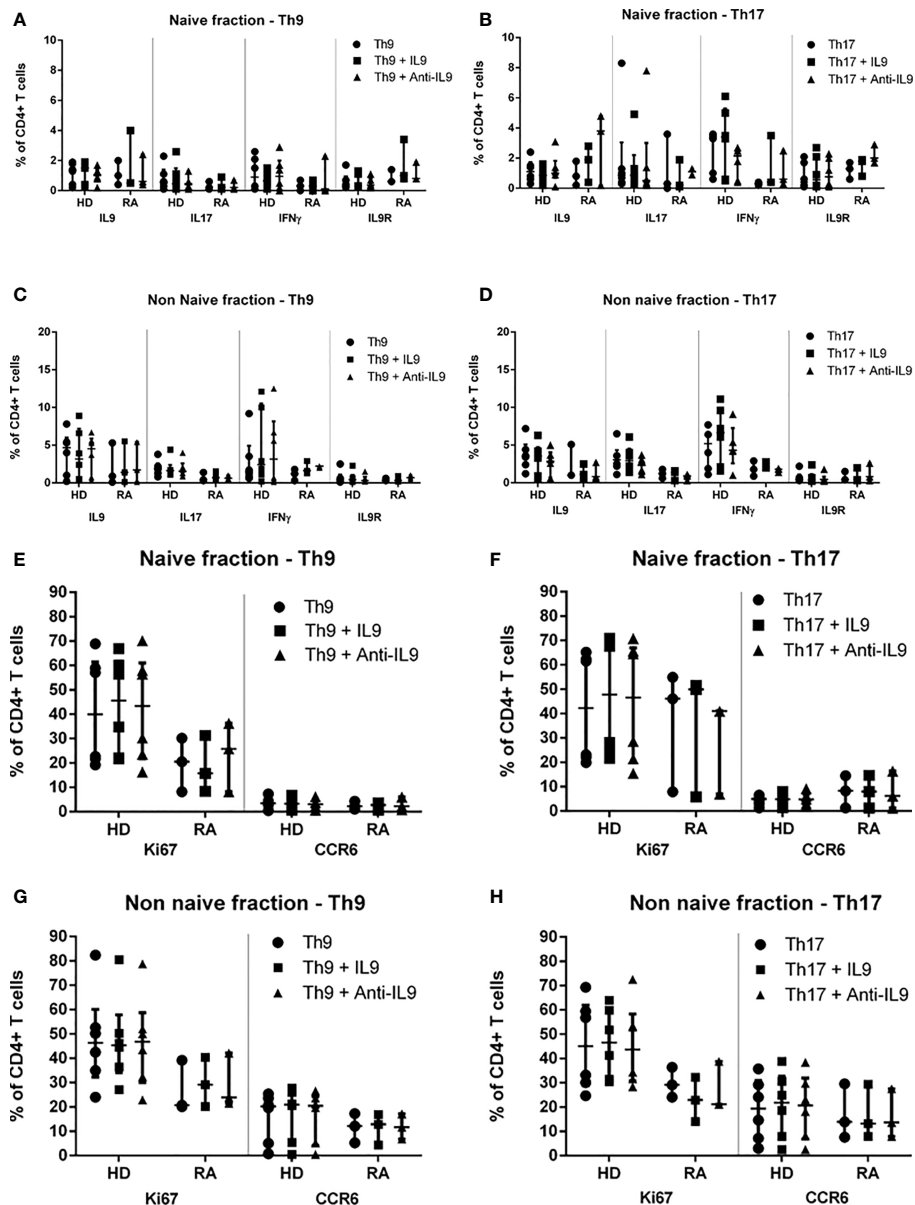 A
Naive fraction - Th9
% of CD4+ T cells
10
8
6
4
2
0
Th9
Th9 + IL9
Th9 + Anti-IL9
HD RA HD RA HD RA HD RA
IL9 IL17 IFNγ IL9R
B
Naive fraction - Th17
% of CD4+ T cells
10
8
6
4
2
0
Th17
Th17 + IL9
Th17 + Anti-IL9
HD RA HD RA HD RA HD RA
IL9 IL17 IFNγ IL9R
C
Non Naive fraction - Th9
% of CD4+ T cells
20
15
10
5
0
Th9
Th9 + IL9
Th9 + Anti-IL9
HD RA HD RA HD RA HD RA
IL9 IL17 IFNγ IL9R
D
Non naive fraction - Th17
% of CD4+ T cells
20
15
10
5
0
Th17
Th17 + IL9
Th17 + Anti-IL9
HD RA HD RA HD RA HD RA
IL9 IL17 IFNγ IL9R
E
Naive fraction - Th9
% of CD4+ T cells
90
80
70
60
50
40
30
20
10
0
Th9
Th9 + IL9
Th9 + Anti-IL9
HD RA HD RA
Ki67 CCR6
F
Naive fraction - Th17
% of CD4+ T cells
90
80
70
60
50
40
30
20
10
0
Th17
Th17 + IL9
Th17 + Anti-IL9
HD RA HD RA
Ki67 CCR6
G
Non naive fraction - Th9
% of CD4+ T cells
90
80
70
60
50
40
30
20
10
0
Th9
Th9 + IL9
Th9 + Anti-IL9
HD RA HD RA
Ki67 CCR6
H
Non naive fraction - Th17
% of CD4+ T cells
90
80
70
60
50
40
30
20
10
0
Th17
Th17 + IL9
Th17 + Anti-IL9
HD RA HD RA
Ki67 CCR6